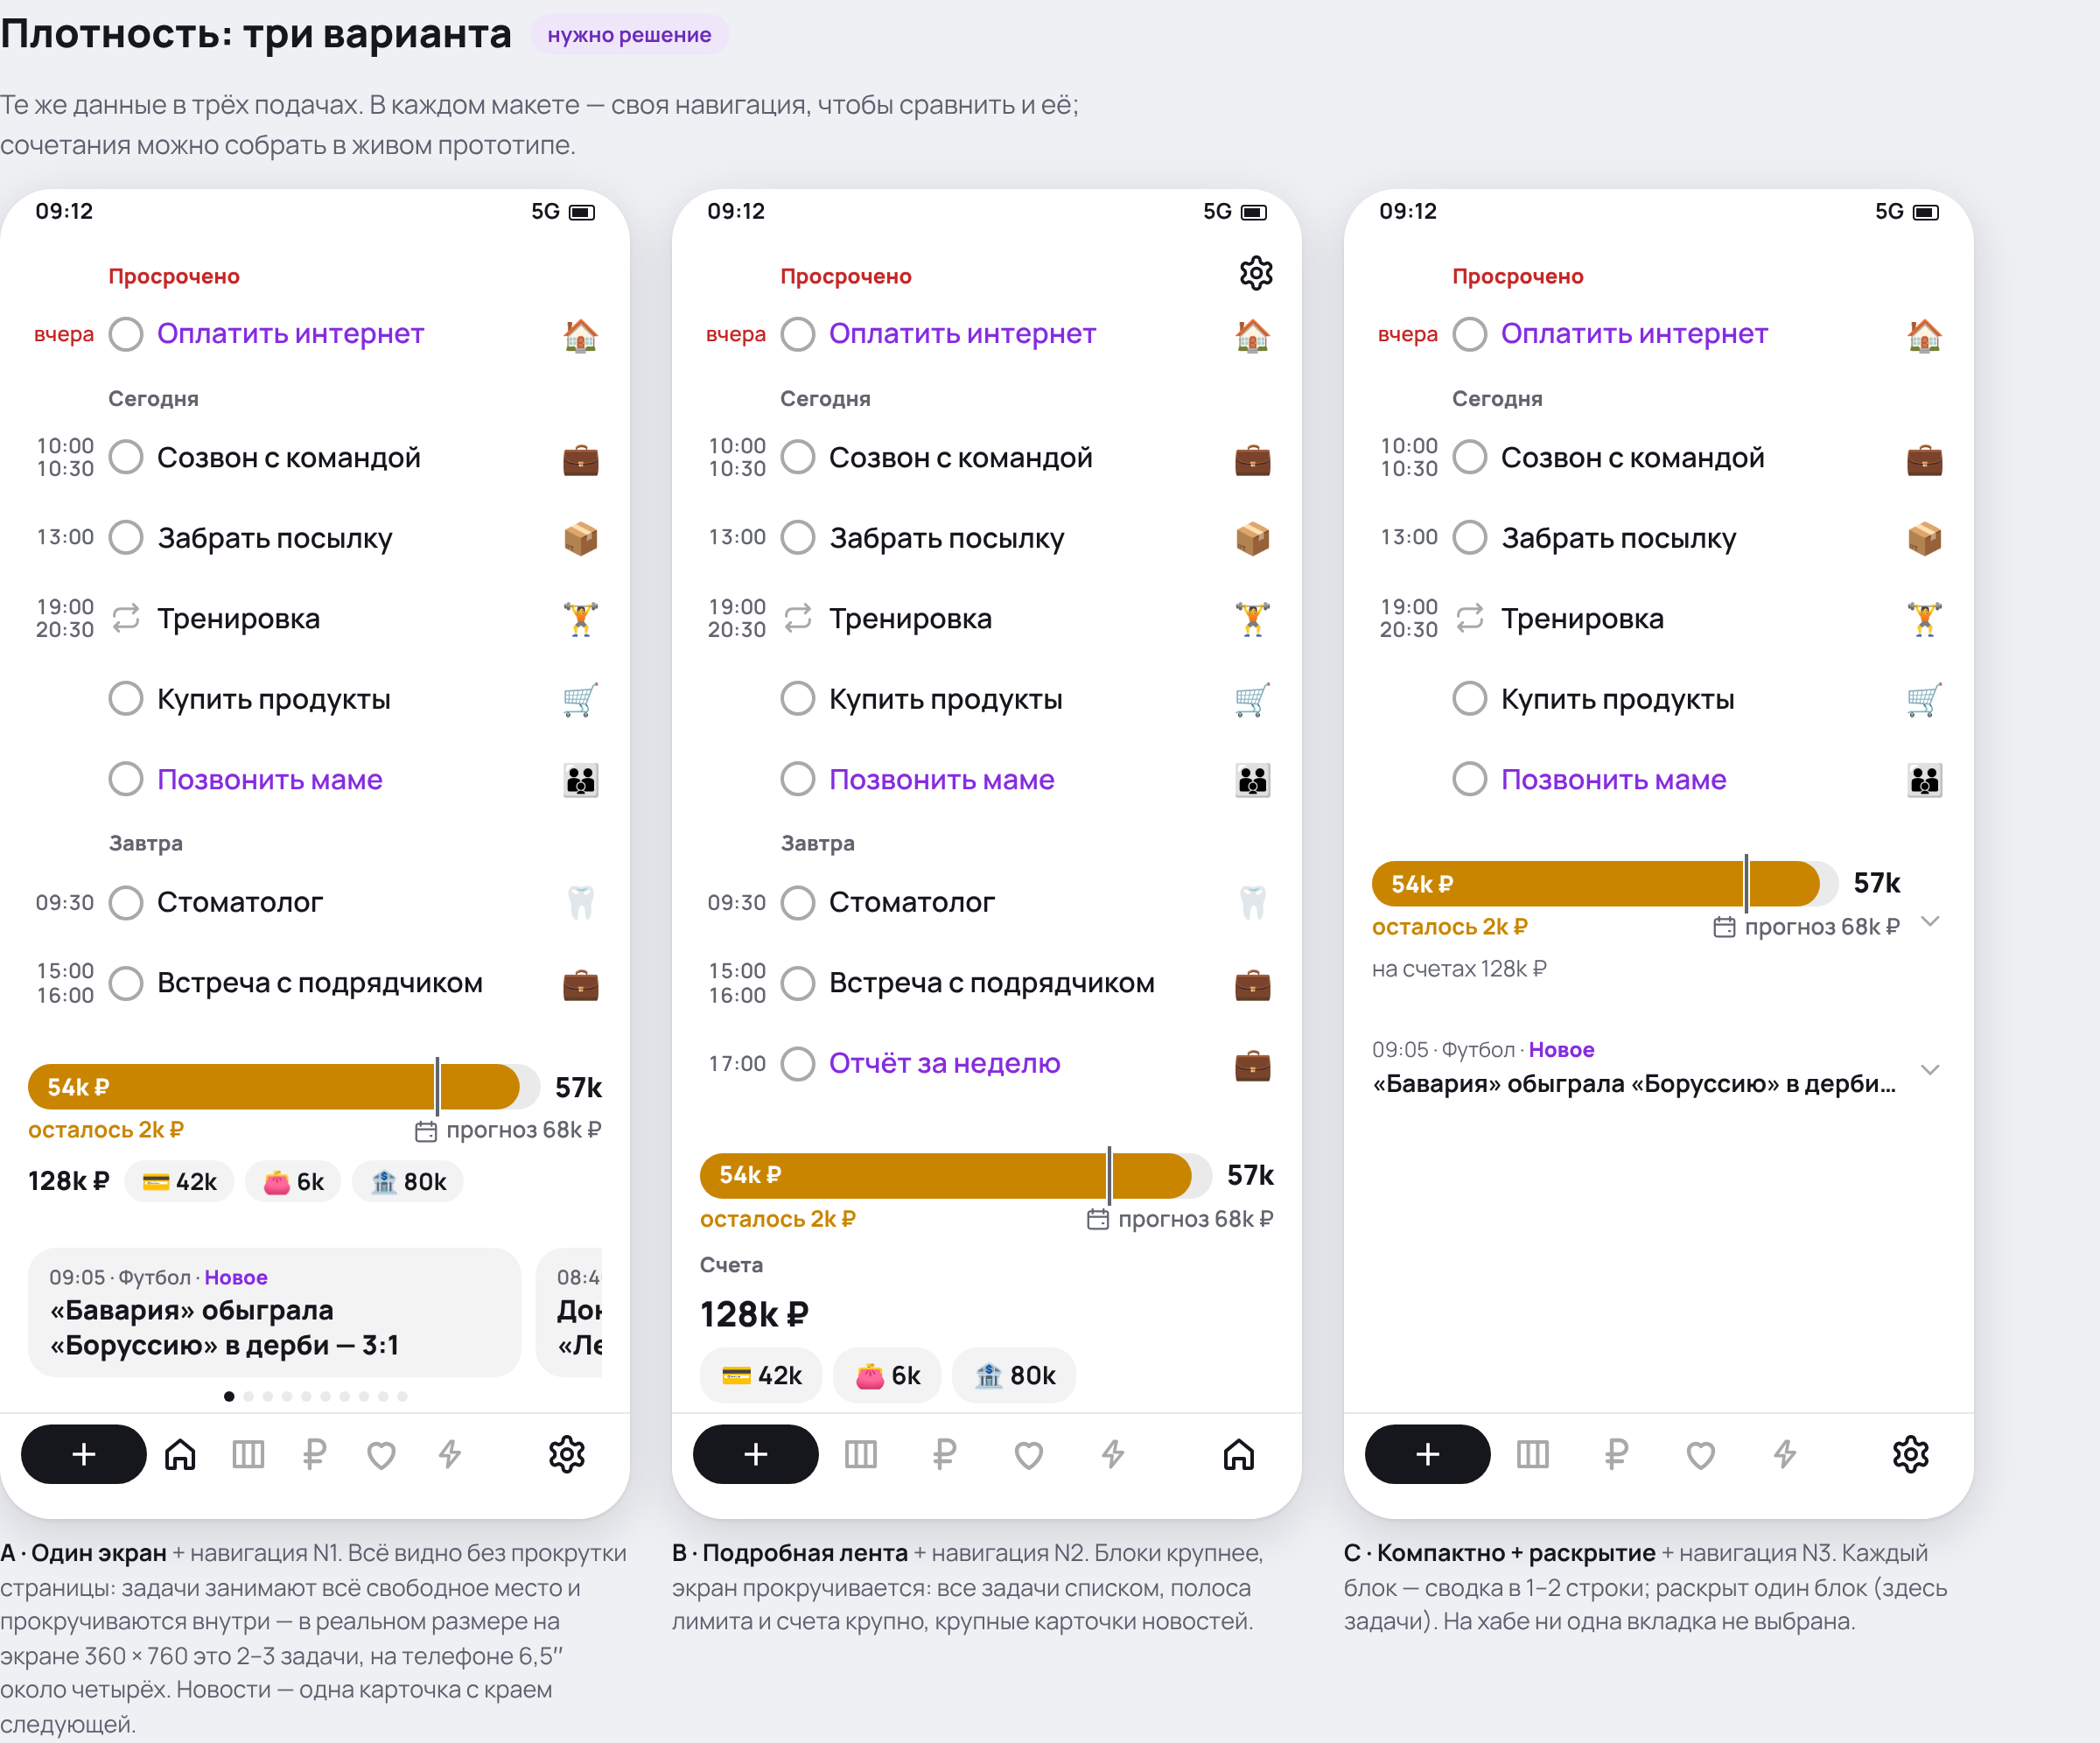 Плотность: три варианта
нужно решение
Те же данные в трёх подачах. В каждом макете — своя навигация, чтобы сравнить и её;
сочетания можно собрать в живом прототипе.
09:12
5G
Просрочено
вчера
Оплатить интернет
Сегодня
10:00
10:30
Созвон с командой
13:00
Забрать посылку
19:00
20:30
Тренировка
Купить продукты
Позвонить маме
Завтра
09:30
Стоматолог
15:00
16:00
Встреча с подрядчиком
54k ₽
57k
осталось 2k ₽
прогноз 68k ₽
128k ₽
42k
6k
80k
09:05 · Футбол · Новое
«Бавария» обыграла
«Боруссию» в дерби — 3:1
08:4
До
«Ле
A · Один экран + навигация N1. Всё видно без прокрутки
страницы: задачи занимают всё свободное место и
прокручиваются внутри — в реальном размере на
экране 360 × 760 это 2–3 задачи, на телефоне 6,5″
около четырёх. Новости — одна карточка с краем
следующей.
09:12
5G
Просрочено
вчера
Оплатить интернет
Сегодня
10:00
10:30
Созвон с командой
13:00
Забрать посылку
19:00
20:30
Тренировка
Купить продукты
Позвонить маме
Завтра
09:30
Стоматолог
15:00
16:00
Встреча с подрядчиком
17:00
Отчёт за неделю
54k ₽
57k
осталось 2k ₽
прогноз 68k ₽
Счета
128k ₽
42k
6k
80k
B · Подробная лента + навигация N2. Блоки крупнее,
экран прокручивается: все задачи списком, полоса
лимита и счета крупно, крупные карточки новостей.
09:12
5G
Просрочено
вчера
Оплатить интернет
Сегодня
10:00
10:30
Созвон с командой
13:00
Забрать посылку
19:00
20:30
Тренировка
Купить продукты
Позвонить маме
54k ₽
57k
осталось 2k ₽
прогноз 68k ₽
на счетах 128k ₽
09:05 · Футбол · Новое
«Бавария» обыграла «Боруссию» в дерби...
C · Компактно + раскрытие + навигация N3. Каждый
блок — сводка в 1–2 строки; раскрыт один блок (здесь
задачи). На хабе ни одна вкладка не выбрана.